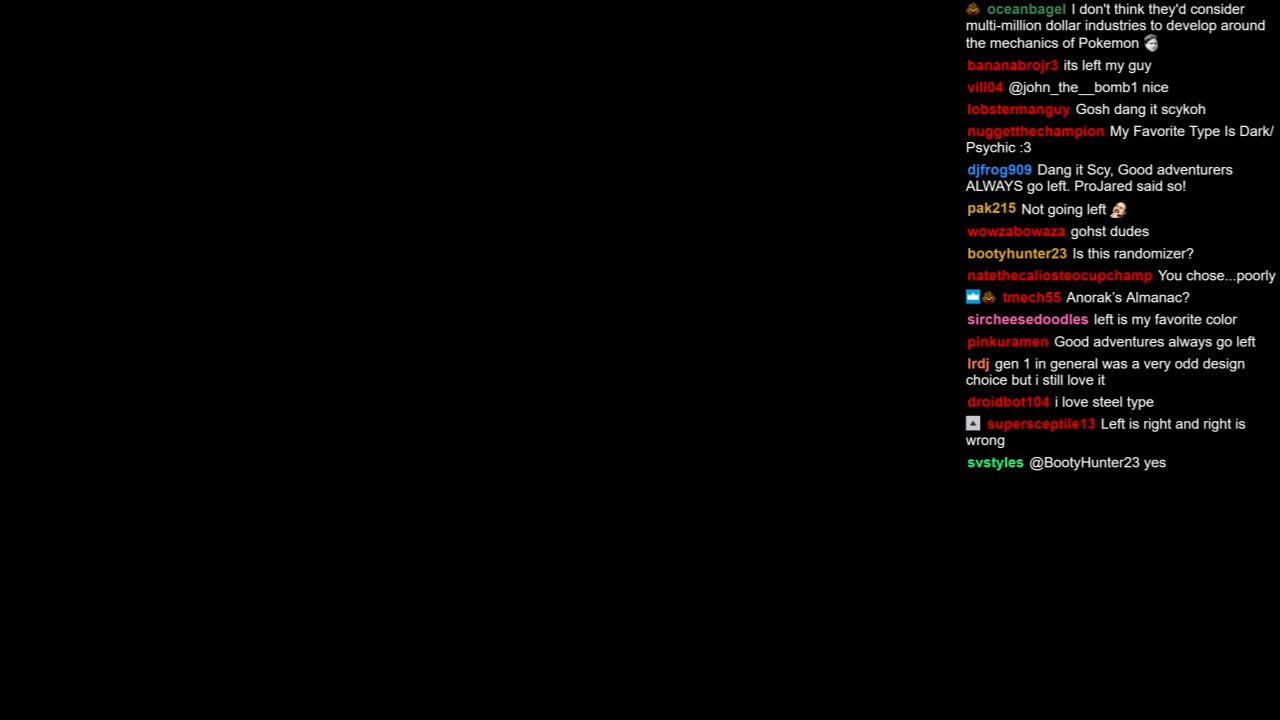 oceanbagel I don't think they'd consider
multi-million dollar industries to develop around
the mechanics of Pokemon
bananabrojr3 its left my guy
vill04 @john_the__bomb1 nice
lobstermanguy Gosh dang it scykoh
nuggetthechampion My Favorite Type Is Dark/
Psychic :3
djfrog909 Dang it Scy, Good adventurers
ALWAYS go left. ProJared said so!
pak215 Not going left
wowzabowaza gohst dudes
bootyhunter23 Is this randomizer?
natethecaliosteocupchamp You chose...poorly
tmech55 Anorak's Almanac?
sircheesedoodles left is my favorite color
pinkuramen Good adventures always go left
lrdj gen 1 in general was a very odd design
choice but i still love it
droidbot104 i love steel type
supersceptile13 Left is right and right is
wrong
svstyles @BootyHunter23 yes